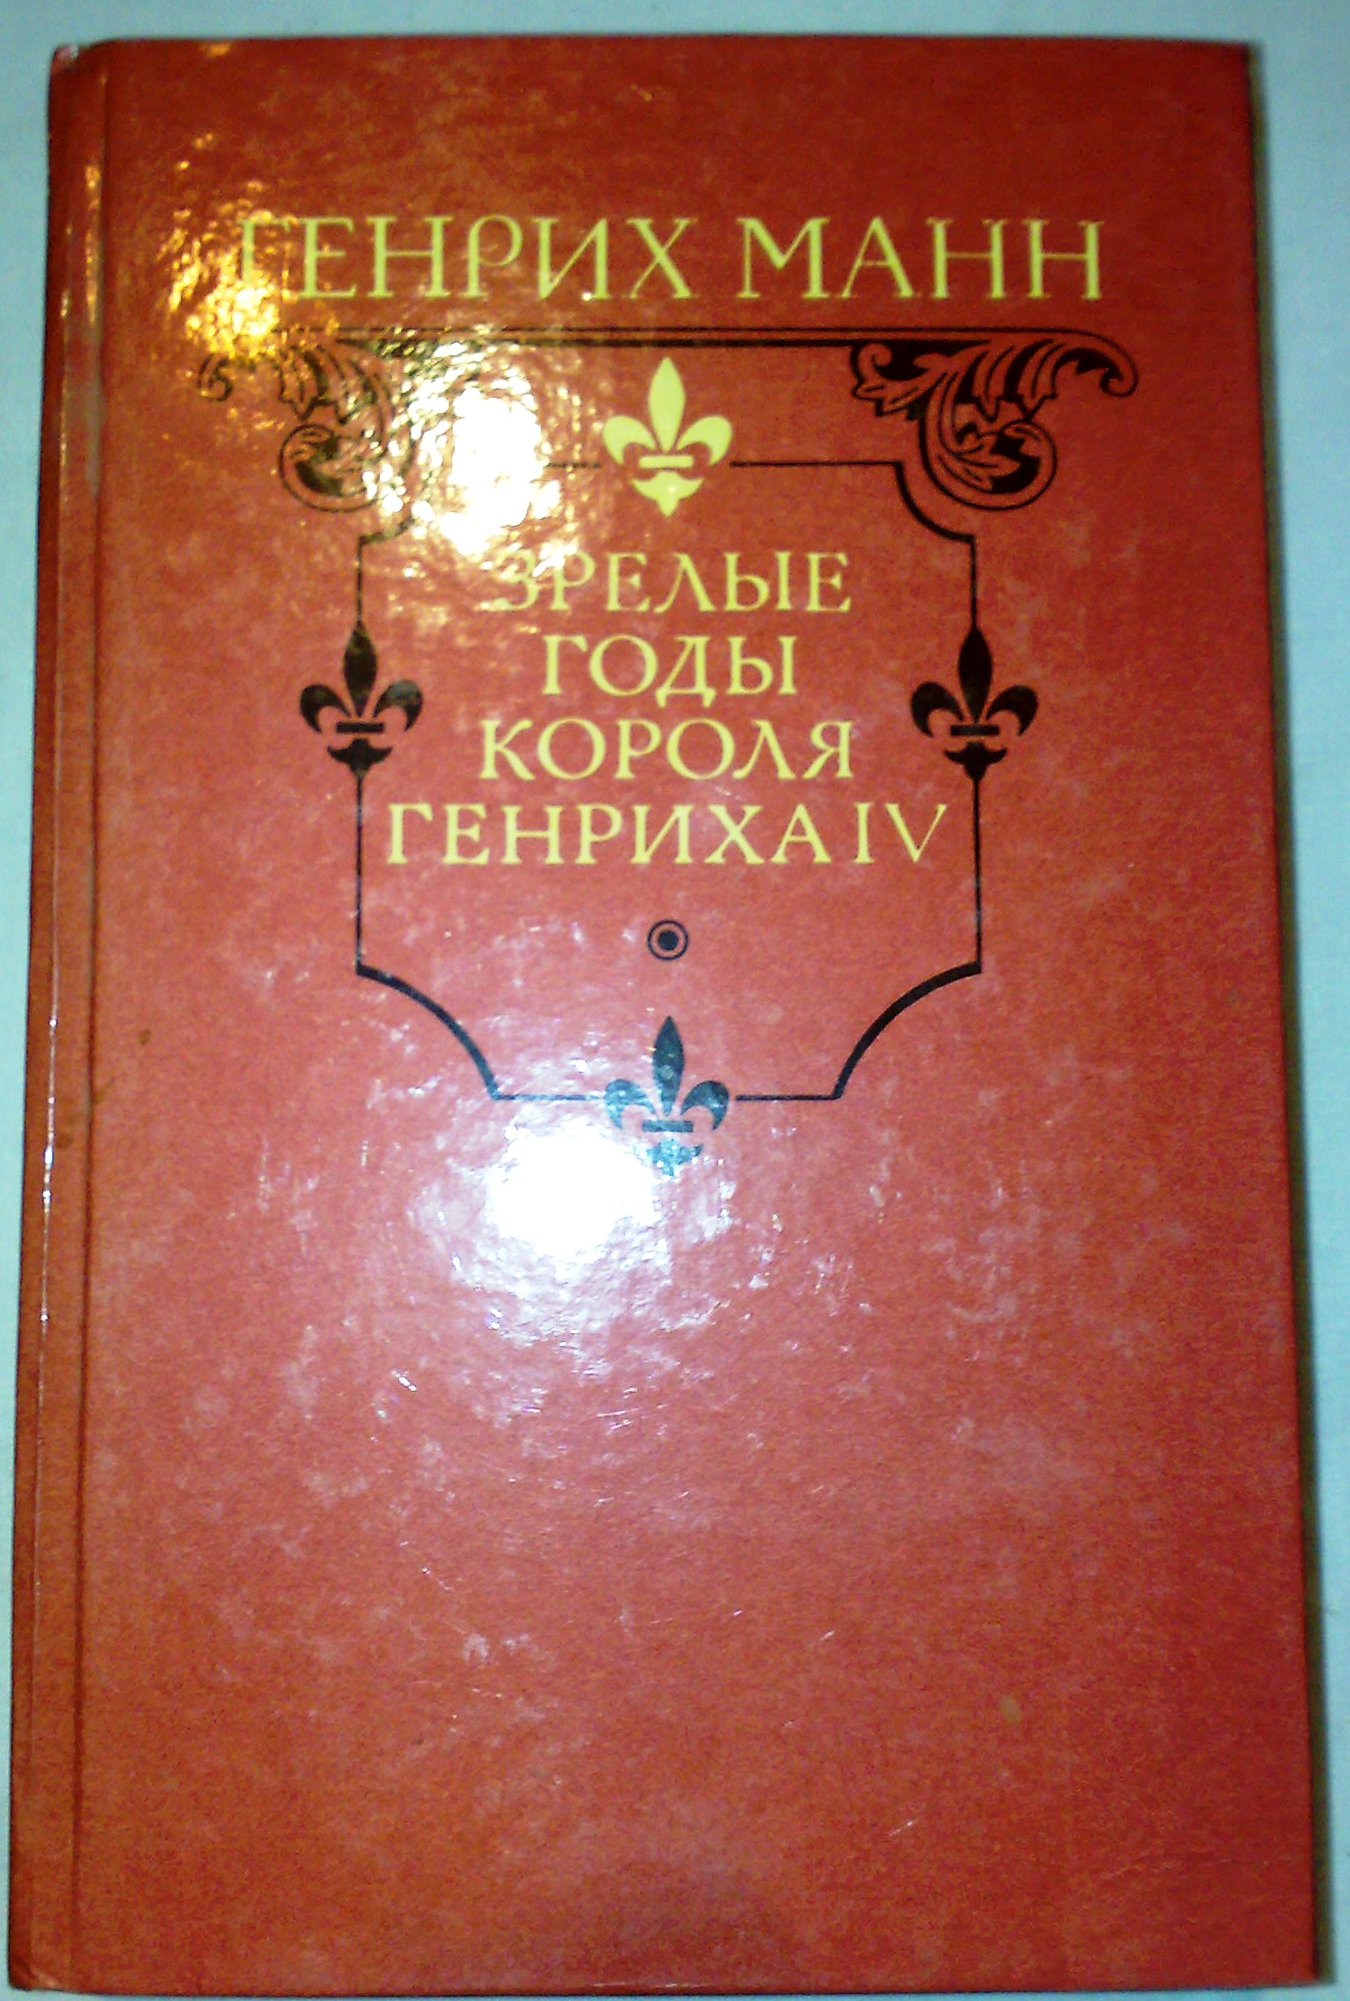 ГЕНРИХ МАНН
ЗРЕЛЫЕ
ГОДЫ
КОРОЛЯ
ГЕНРИХА IV